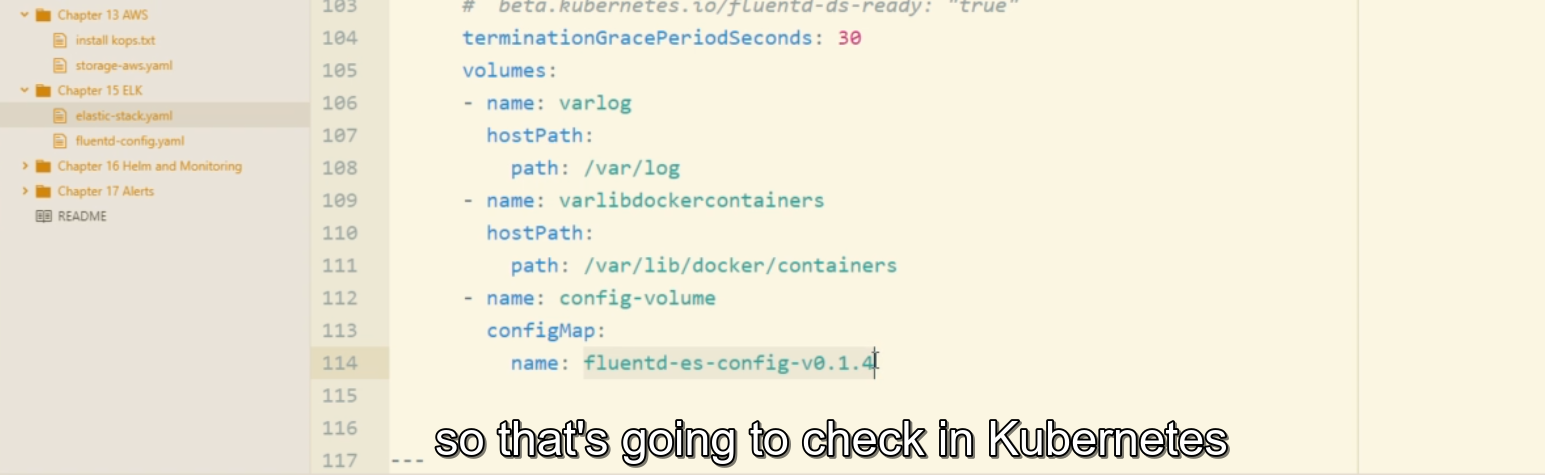 Chapter 13 AWS
install kops.txt
storage-aws.yaml
Chapter 15 ELK
elastic-stack.yaml
fluentd-config.yaml
Chapter 16 Helm and Monitoring
Chapter 17 Alerts
README
103 # beta.kubernetes.io/fluentd-ds-ready: "true"
104 terminationGracePeriodSeconds: 30
105 volumes:
106 - name: varlog
107 hostPath:
108 path: /var/log
109 - name: varlibdockercontainers
110 hostPath:
111 path: /var/lib/docker/containers
112 - name: config-volume
113 configMap:
114 name: fluentd-es-config-v0.1.4
115
116
117 ---
so that's going to check in Kubernetes